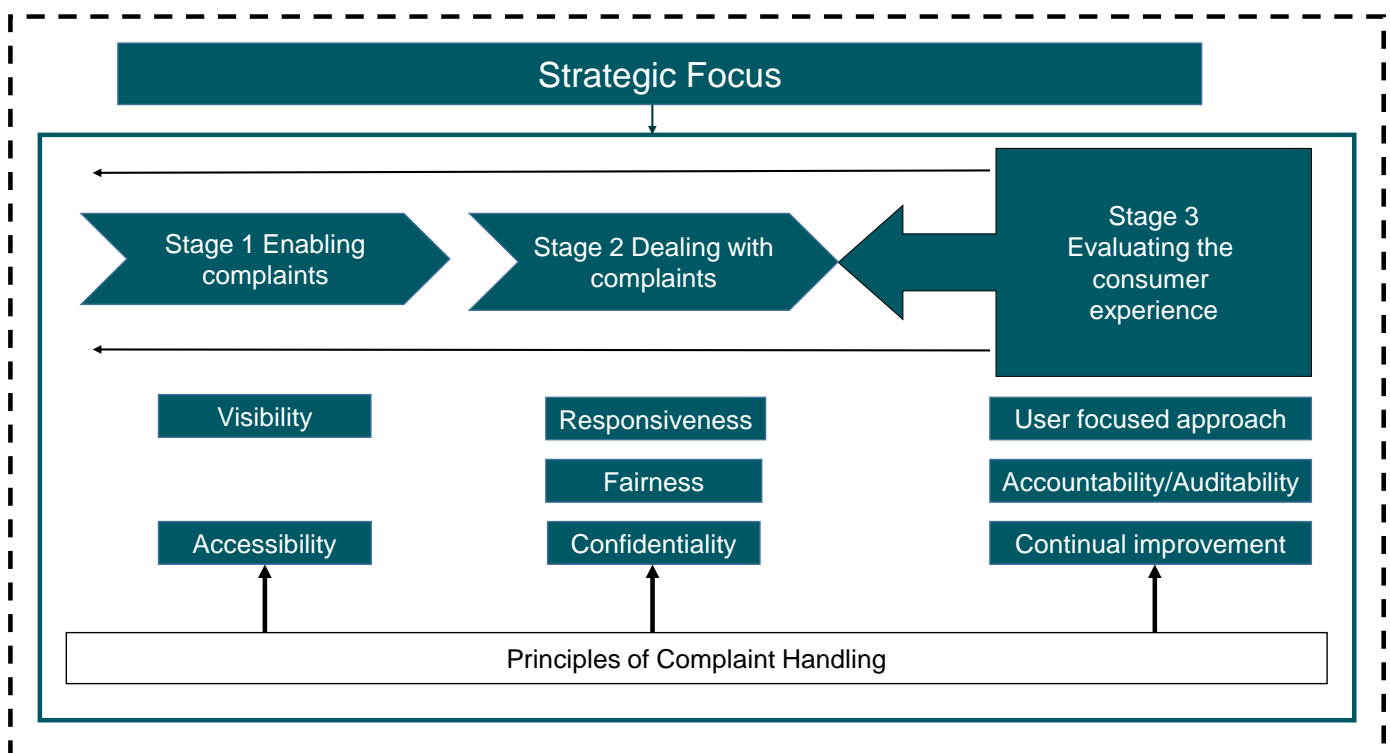 Strategic Focus
Stage 1 Enabling
complaints
Stage 2 Dealing with
complaints
Stage 3
Evaluating the
consumer
experience
Visibility
Responsiveness
User focused approach
Fairness
Accountability/Auditability
Accessibility
Confidentiality
Continual improvement
Principles of Complaint Handling